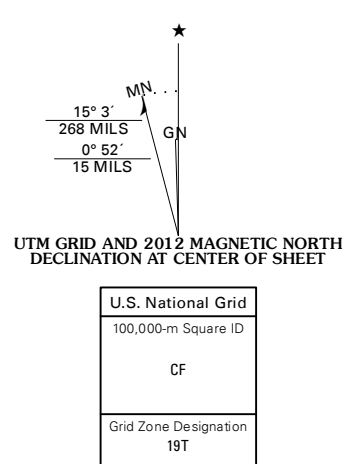 ★
MN
15° 3´
268 MILS
GN
0° 52´
15 MILS
UTM GRID AND 2012 MAGNETIC NORTH
DECLINATION AT CENTER OF SHEET
U.S. National Grid
100,000-m Square ID
CF
Grid Zone Designation
19T